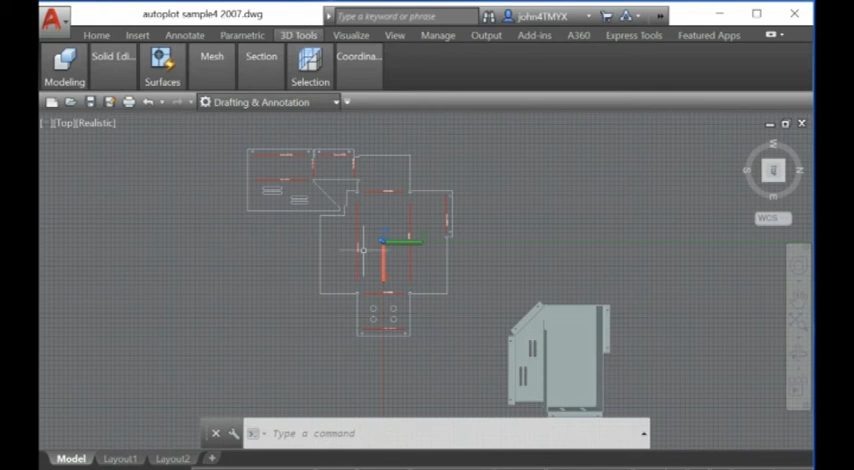 autoplot sample4 2007.dwg
Type a keyword or phrase
john4TMYX
Home Insert Annotate Parametric 3D Tools Visualize View Manage Output Add-ins A360 Express Tools Featured Apps
Solid Edi... Mesh Section Coordina...
Modeling Surfaces Selection
Drafting & Annotation
[−][Top][Realistic]
W
S TOP N
E
WCS
Type a command
Model Layout1 Layout2 +